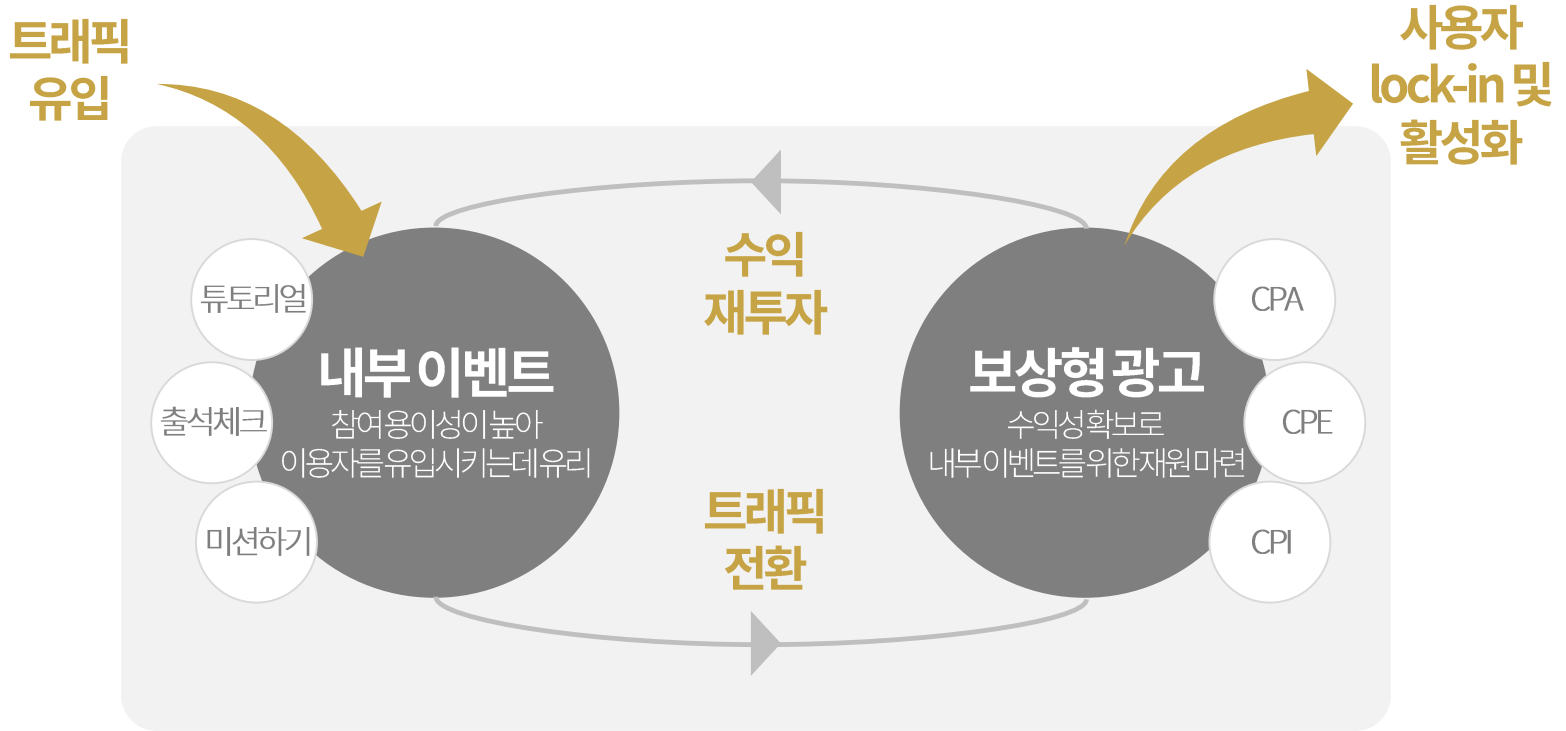 트래픽
유입
사용자
lock-in 및
활성화
수익
재투자
튜토리얼
출석체크
미션하기
내부 이벤트
참여 용이성이 높아
이용자를 유입시키는데 유리
보상형 광고
수익성 확보로
내부 이벤트를 위한 재원 마련
CPA
CPE
CPI
트래픽
전환